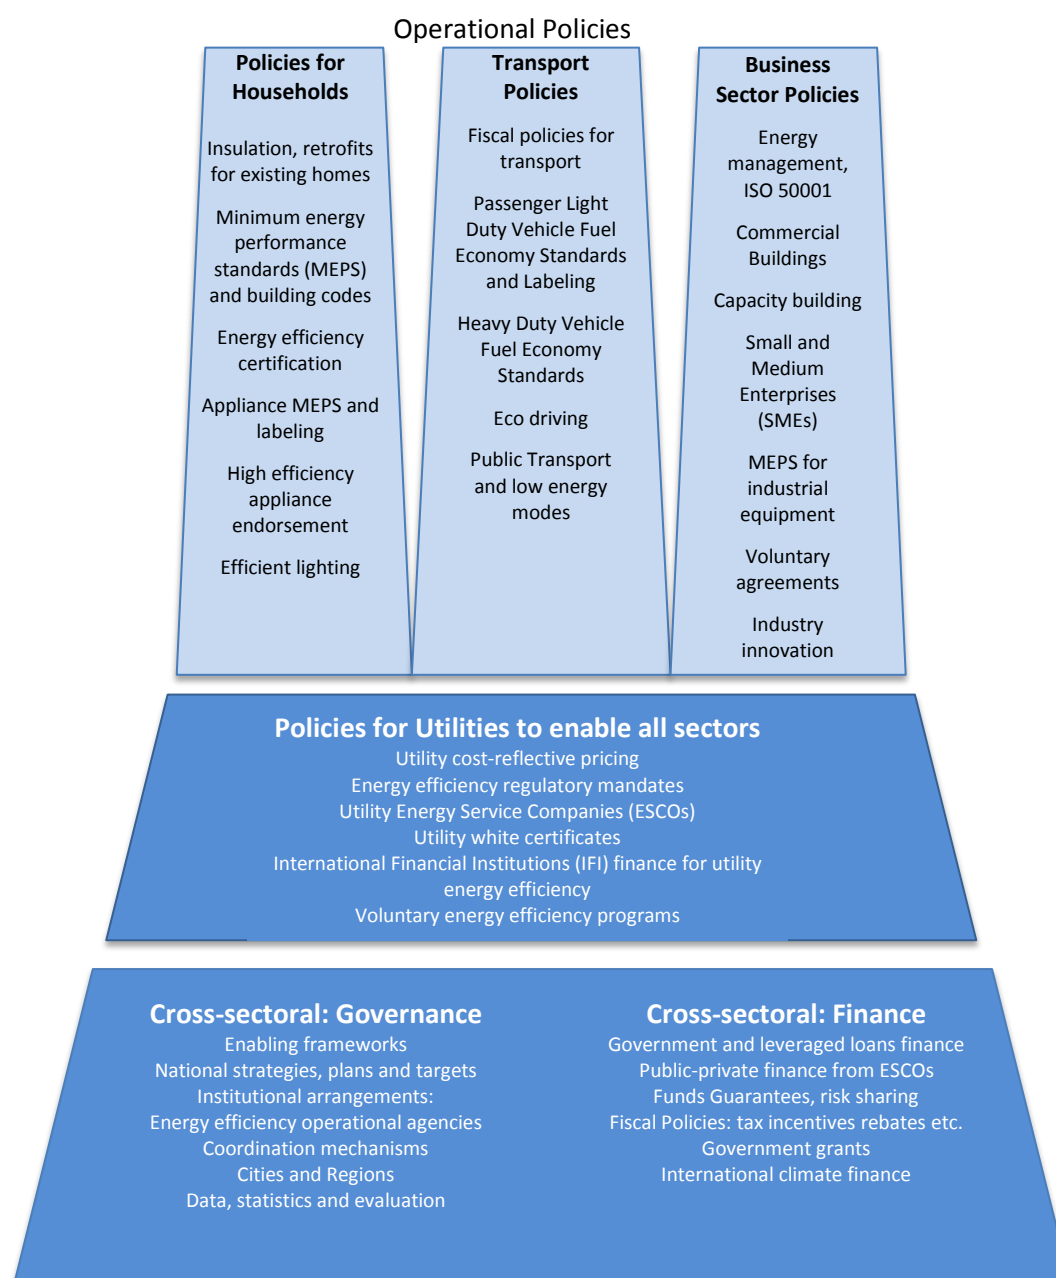 Operational Policies
Policies for
Households
Insulation, retrofits
for existing homes
Minimum energy
performance
standards (MEPS)
and building codes
Energy efficiency
certification
Appliance MEPS and
labeling
High efficiency
appliance
endorsement
Efficient lighting
Transport
Policies
Fiscal policies for
transport
Passenger Light
Duty Vehicle Fuel
Economy Standards
and Labeling
Heavy Duty Vehicle
Fuel Economy
Standards
Eco driving
Public Transport
and low energy
modes
Business
Sector Policies
Energy
management,
ISO 50001
Commercial
Buildings
Capacity building
Small and
Medium
Enterprises
(SMEs)
MEPS for
industrial
equipment
Voluntary
agreements
Industry
innovation
Policies for Utilities to enable all sectors
Utility cost-reflective pricing
Energy efficiency regulatory mandates
Utility Energy Service Companies (ESCOs)
Utility white certificates
International Financial Institutions (IFI) finance for utility
energy efficiency
Voluntary energy efficiency programs
Cross-sectoral: Governance
Enabling frameworks
National strategies, plans and targets
Institutional arrangements:
Energy efficiency operational agencies
Coordination mechanisms
Cities and Regions
Data, statistics and evaluation
Cross-sectoral: Finance
Government and leveraged loans finance
Public-private finance from ESCOs
Funds Guarantees, risk sharing
Fiscal Policies: tax incentives rebates etc.
Government grants
International climate finance